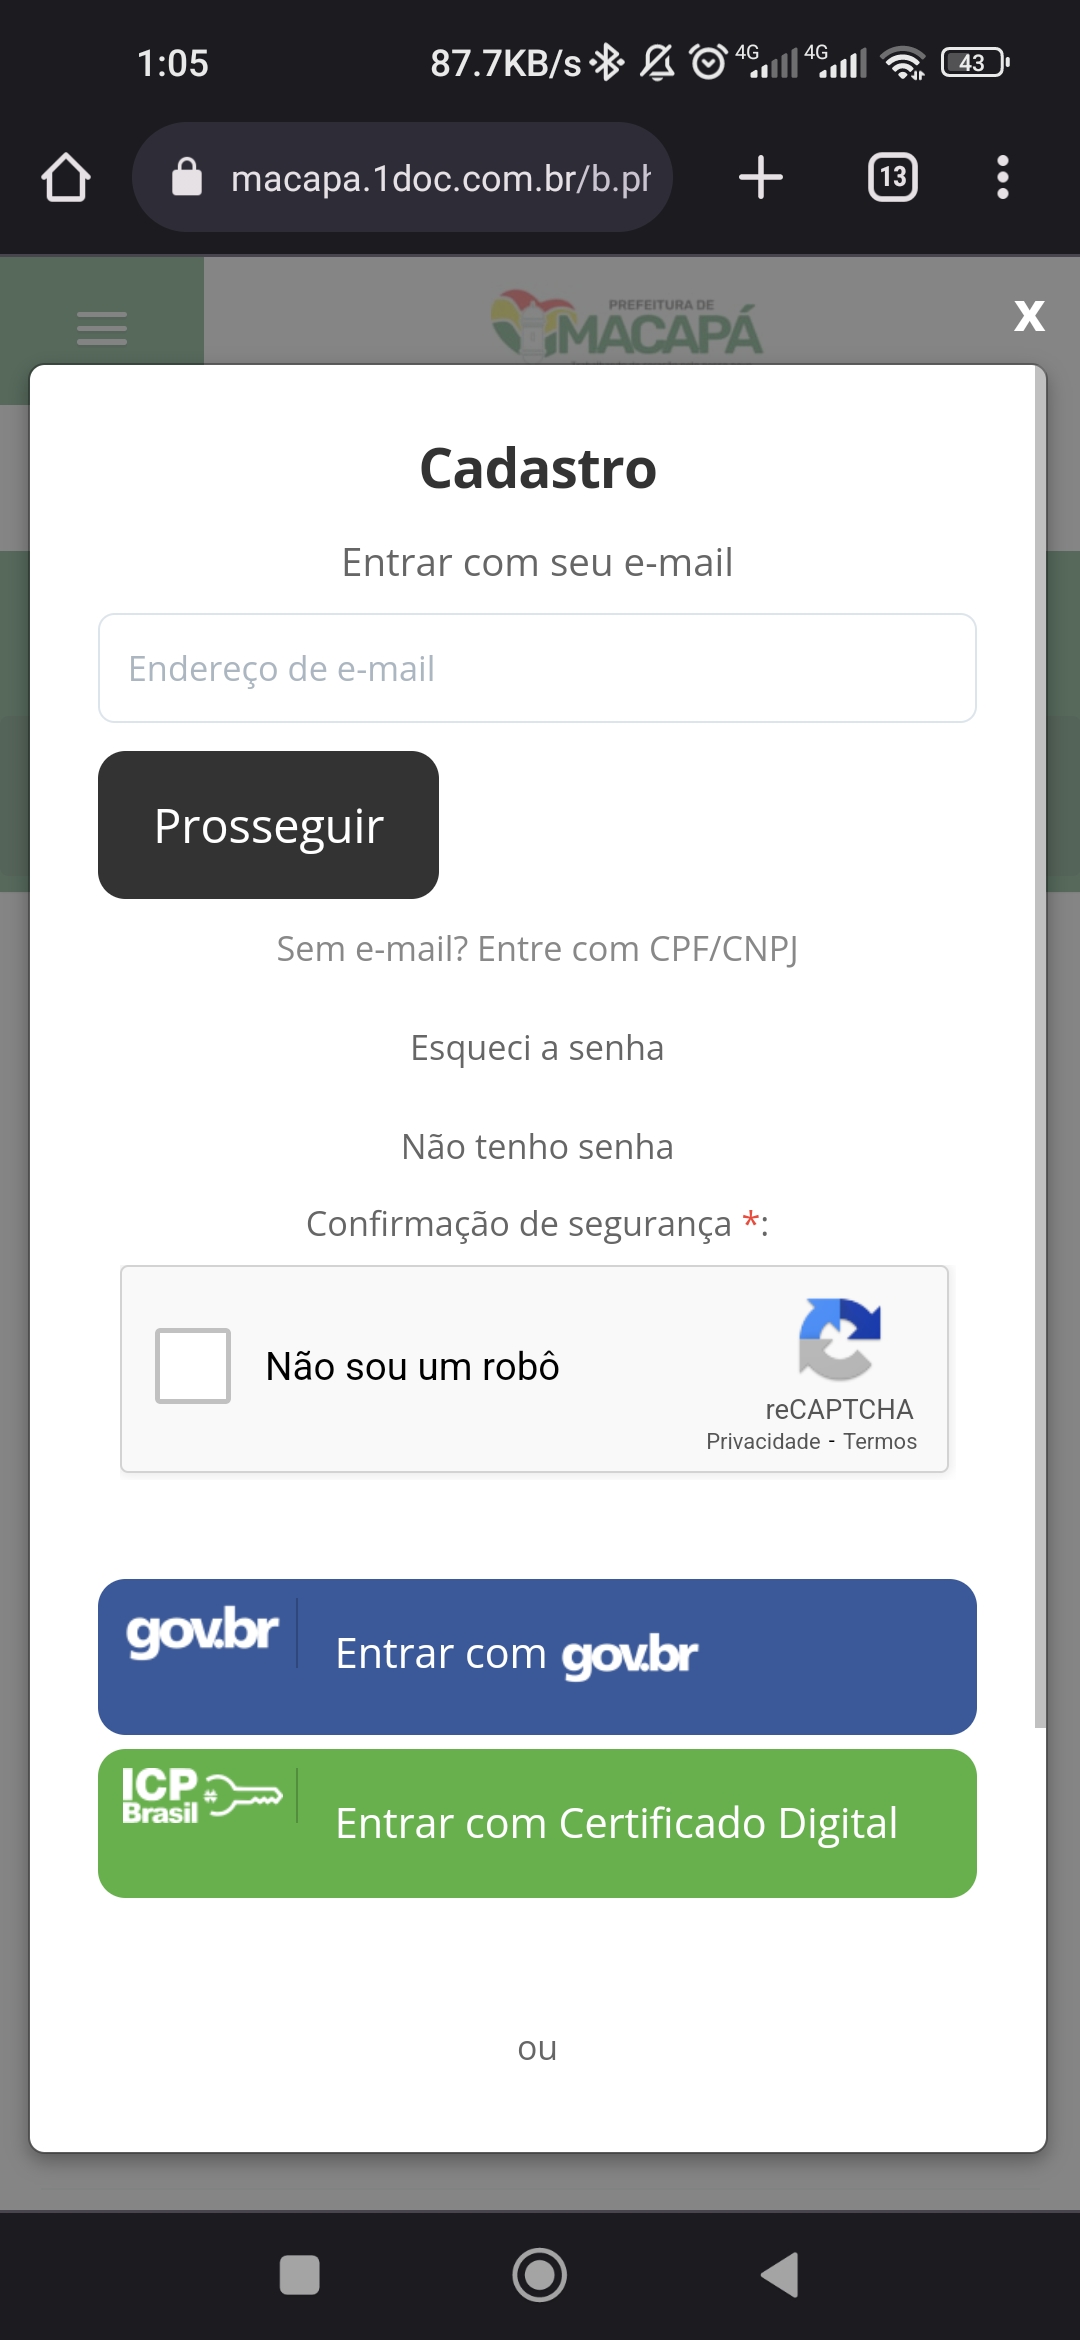 1:05 87.7KB/s 4G 4G 43
macapa.1doc.com.br/b.ph 13
PREFEITURA DE
MACAPÁ
x
Cadastro
Entrar com seu e-mail
Endereço de e-mail
Prosseguir
Sem e-mail? Entre com CPF/CNPJ
Esqueci a senha
Não tenho senha
Confirmação de segurança *:
Não sou um robô
reCAPTCHA
Privacidade - Termos
gov.br Entrar com gov.br
ICP
Brasil
Entrar com Certificado Digital
ou